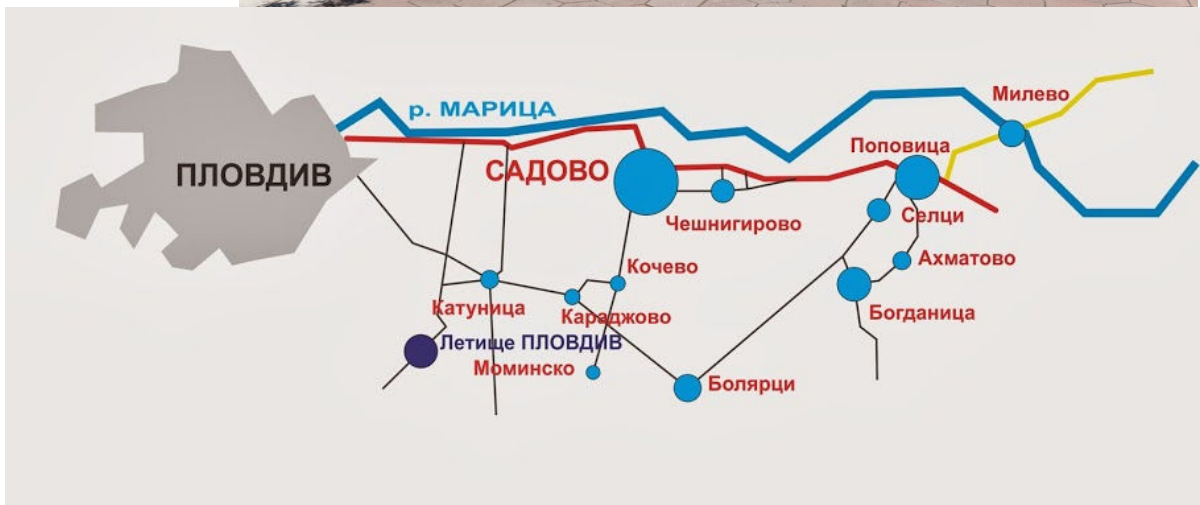 Милево
р. МАРИЦА
Поповица
ПЛОВДИВ
САДОВО
Чешнигирово
Селци
Ахматово
Кочево
Катуница
Караджово
Богданица
Летище ПЛОВДИВ
Моминско
Болярци